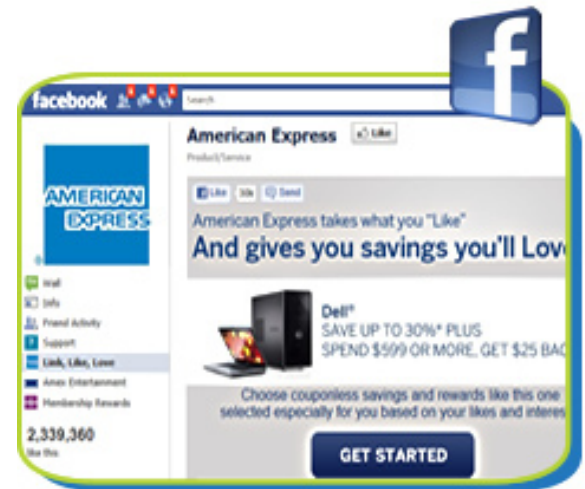 f
facebook
Search
American Express Like
Product/Service
AMERICAN
EXPRESS
Like 10k Send
American Express takes what you "Like"
And gives you savings you'll Lov
Dell®
SAVE UP TO 30%* PLUS
SPEND $599 OR MORE, GET $25 BAC
Choose couponless savings and rewards like this one
selected especially for you based on your likes and interes
GET STARTED
Wall
Info
Friend Activity
Support
Link, Like, Love
Amex Entertainment
Membership Rewards
2,339,360
like this